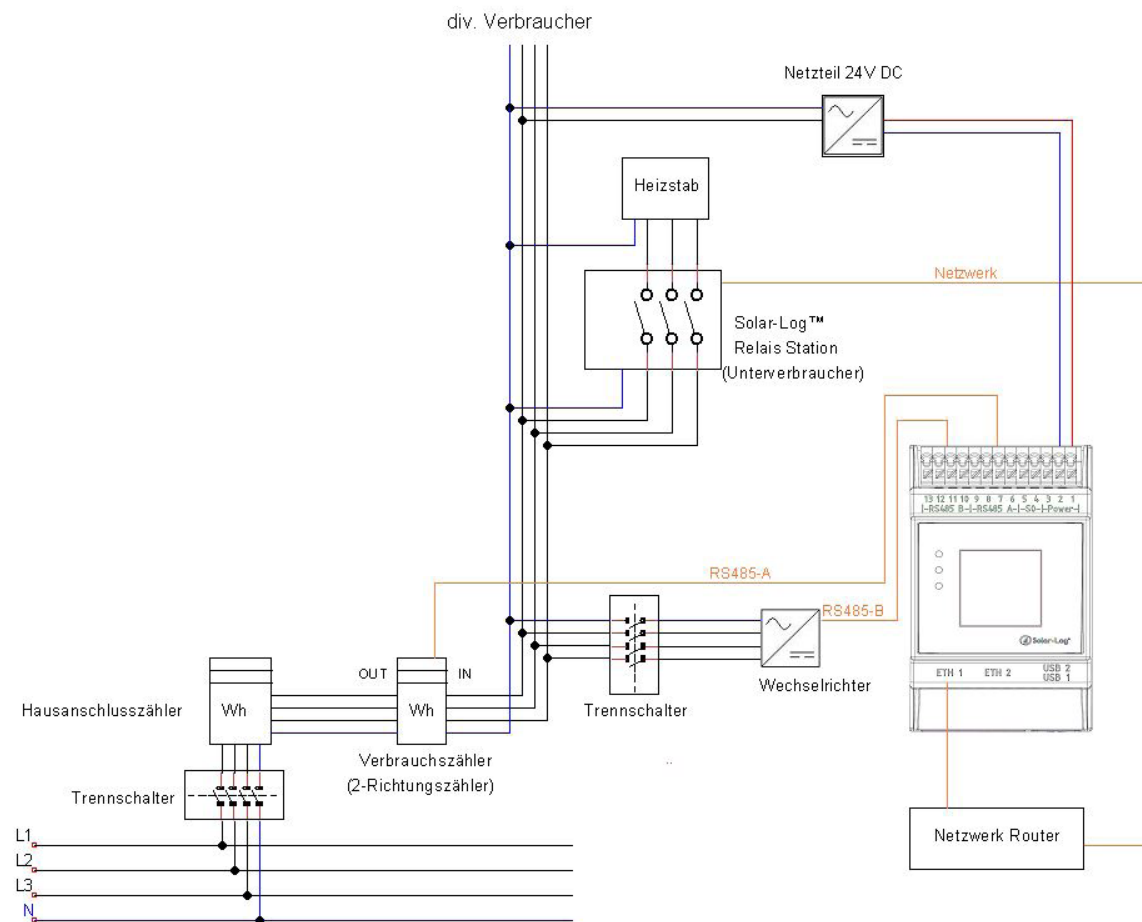 div. Verbraucher
Netzteil 24V DC
Heizstab
Netzwerk
Solar-Log™
Relais Station
(Unterverbraucher)
13 12 11 10 9 8 7 6 5 4 3 2 1
|-RS485 B-|-RS485 A-|-S0-|-Power-|
RS485-A
RS485-B
Solar-Log™
OUT
IN
ETH 1
ETH 2
USB 2
USB 1
Wechselrichter
Hausanschlusszähler
Wh
Wh
Trennschalter
Verbrauchszähler
(2-Richtungszähler)
..
Trennschalter
Netzwerk Router
L1
L2
L3
N